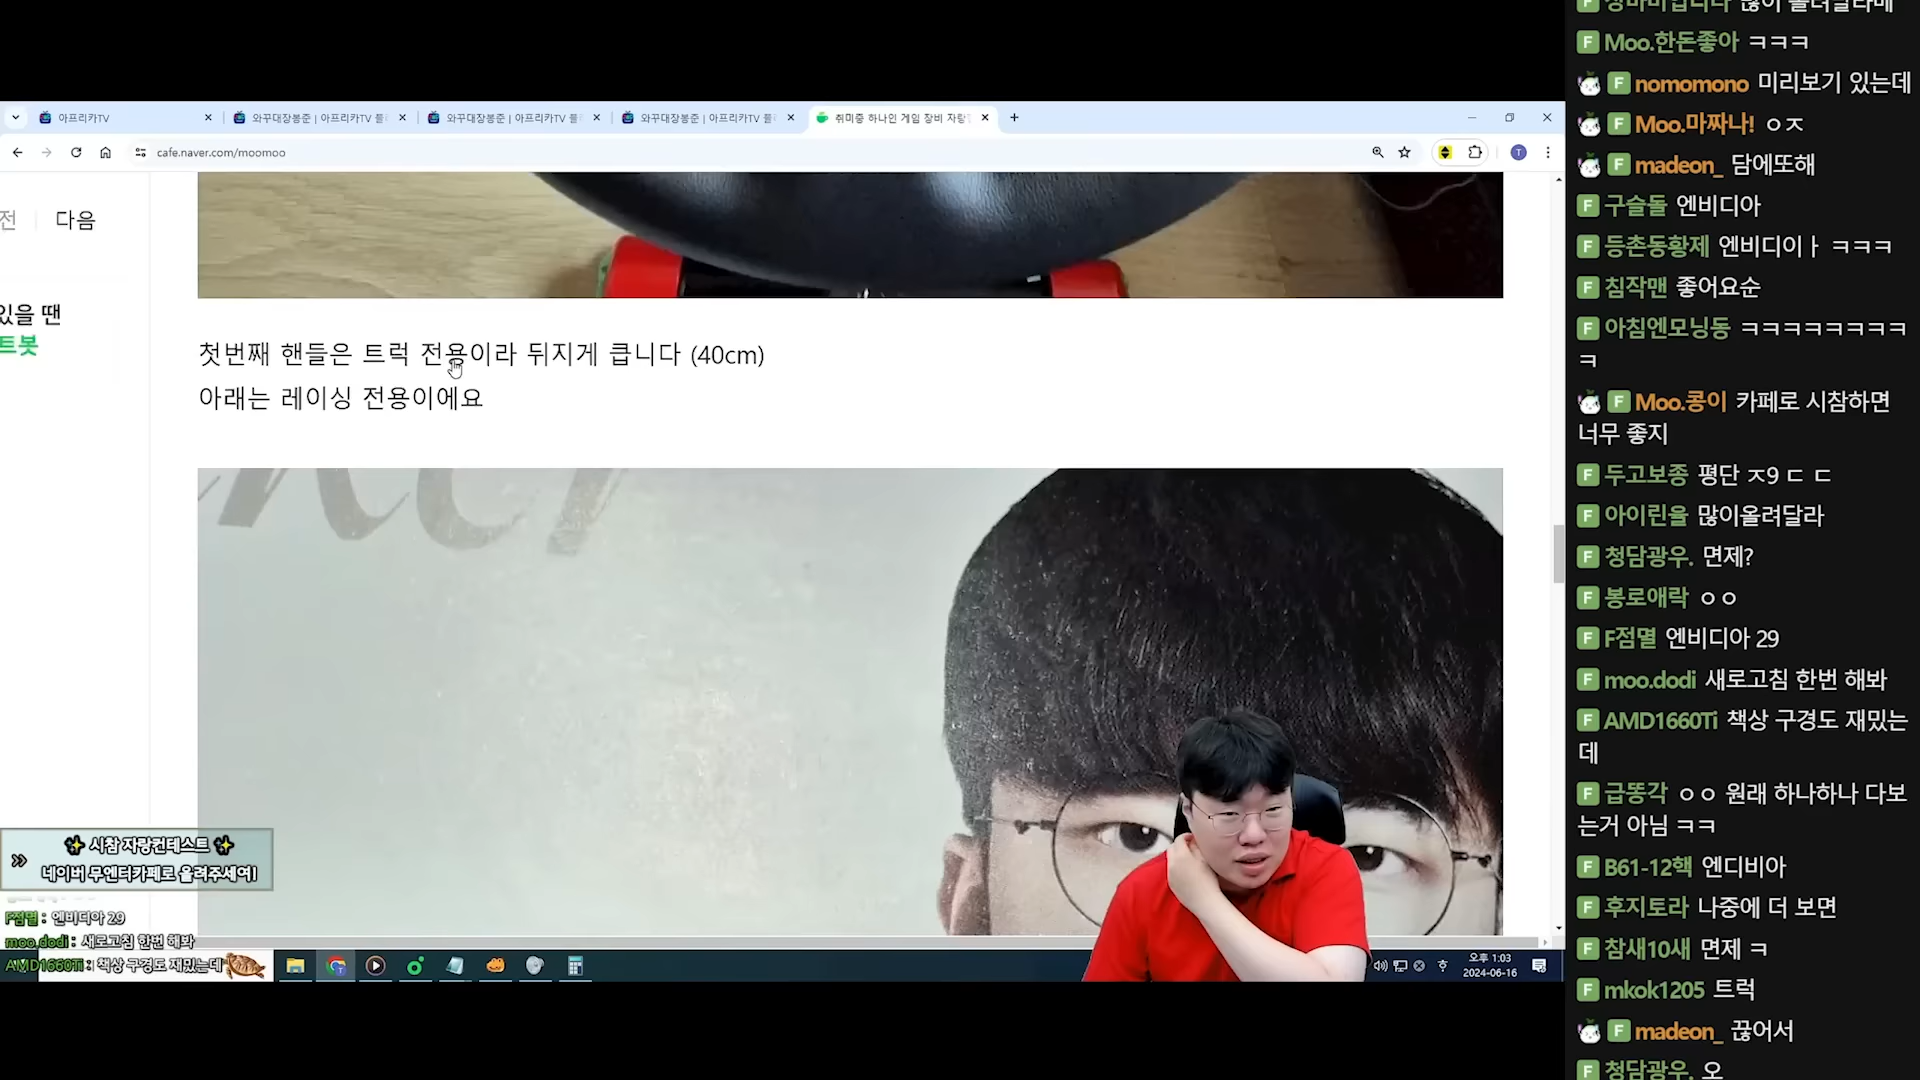 아프리카TV
와꾸대장봉준 | 아프리카TV 플
와꾸대장봉준 | 아프리카TV 플
와꾸대장봉준 | 아프리카TV 플
취미중 하나인 게임 장비 자랑
cafe.naver.com/moomoo
전 | 다음
있을 땐
트봇
첫번째 핸들은 트럭 전용이라 뒤지게 큽니다 (40cm)
아래는 레이싱 전용이에요
시참 자랑컨테스트
네이버 무엔터카페로 올려주세여!
F점멸 : 엔비디아 29
moo.dodi : 새로고침 한번 해봐
AMD1660Ti : 책상 구경도 재밌는데
오후 1:03
2024-06-16
F Moo.한돈좋아 ㅋㅋㅋ
F nomomono 미리보기 있는데
F Moo.마짜나! ㅇㅈ
F madeon_ 담에또해
F 구슬돌 엔비디아
F 등촌동황제 엔비디이ㅏ ㅋㅋㅋ
F 침작맨 좋어요순
F 아침엔모닝동 ㅋㅋㅋㅋㅋㅋㅋㅋ
ㅋ
F Moo.콩이 카페로 시참하면
너무 좋지
F 두고보종 평단 ㅈ9 ㄷ ㄷ
F 아이린율 많이올려달라
F 청담광우. 면제?
F 봉로애락 ㅇㅇ
F F점멸 엔비디아 29
F moo.dodi 새로고침 한번 해봐
F AMD1660Ti 책상 구경도 재밌는
데
F 급똥각 ㅇㅇ 원래 하나하나 다보
는거 아님 ㅋㅋ
F B61-12핵 엔디비아
F 후지토라 나중에 더 보면
F 참새10새 면제 ㅋ
F mkok1205 트럭
F madeon_ 끊어서
F 청담광우. 오